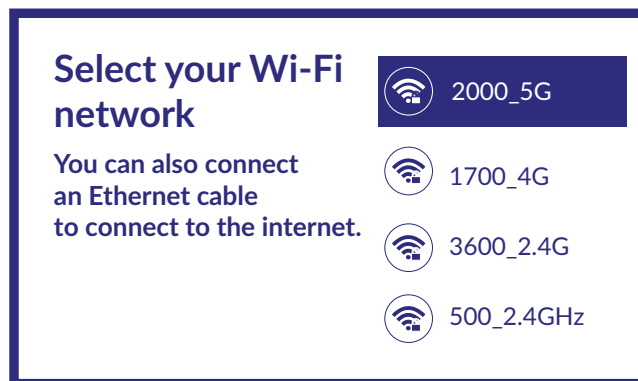 Select your Wi-Fi
network
You can also connect
an Ethernet cable
to connect to the internet.
2000_5G
1700_4G
3600_2.4G
500_2.4GHz